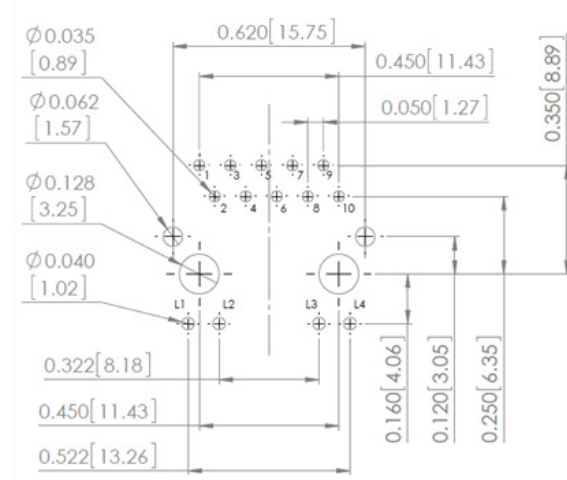 Ø0.035
[0.89]
0.620[15.75]
0.450[11.43]
0.350[8.89]
Ø0.062
[1.57]
0.050[1.27]
1 3 5 7 9
2 4 6 8 10
Ø0.128
[3.25]
Ø0.040
[1.02]
L1 L2 L3 L4
0.322[8.18]
0.450[11.43]
0.522[13.26]
0.160[4.06]
0.120[3.05]
0.250[6.35]